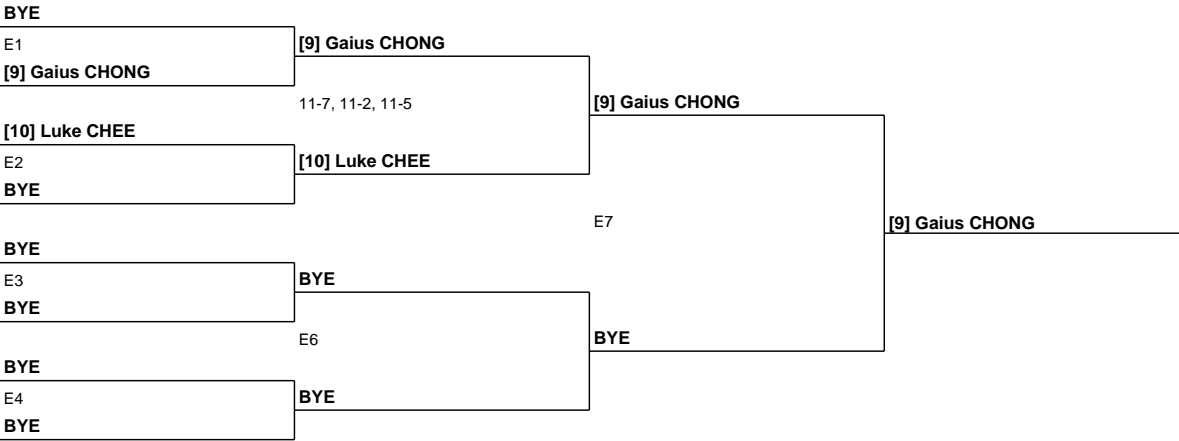 BYE
E1
[9] Gaius CHONG
[9] Gaius CHONG
11-7, 11-2, 11-5
[9] Gaius CHONG
[10] Luke CHEE
E2
[10] Luke CHEE
BYE
E7
[9] Gaius CHONG
BYE
E3
BYE
BYE
E6
BYE
BYE
E4
BYE
BYE